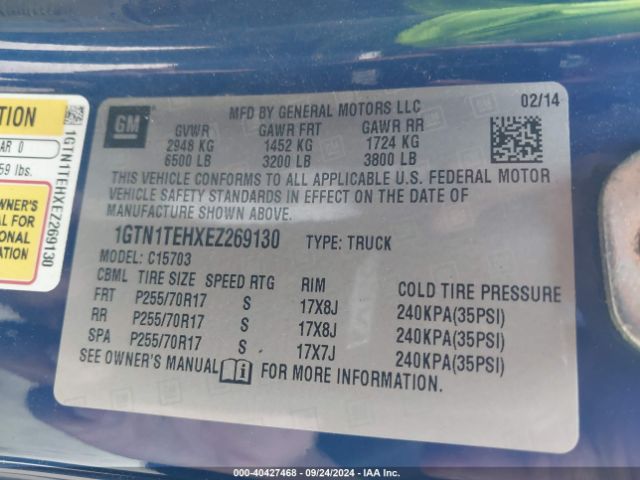 TION
AR 0
59 lbs.
WNER'S
AL FOR
ONAL
ION
1GTN1TEHXEZ269130
GM
MFD BY GENERAL MOTORS LLC
02/14
GVWR GAWR FRT GAWR RR
2948 KG 1452 KG 1724 KG
6500 LB 3200 LB 3800 LB
THIS VEHICLE CONFORMS TO ALL APPLICABLE U.S. FEDERAL MOTOR
VEHICLE SAFETY STANDARDS IN EFFECT ON THE DATE OF
MANUFACTURE SHOWN ABOVE.
1GTN1TEHXEZ269130 TYPE: TRUCK
MODEL: C15703
CBML TIRE SIZE SPEED RTG RIM COLD TIRE PRESSURE
FRT P255/70R17 S 17X8J 240KPA(35PSI)
RR P255/70R17 S 17X8J 240KPA(35PSI)
SPA P255/70R17 S 17X7J 240KPA(35PSI)
SEE OWNER'S MANUAL i FOR MORE INFORMATION.
000-40427468 - 09/24/2024 - IAA Inc.